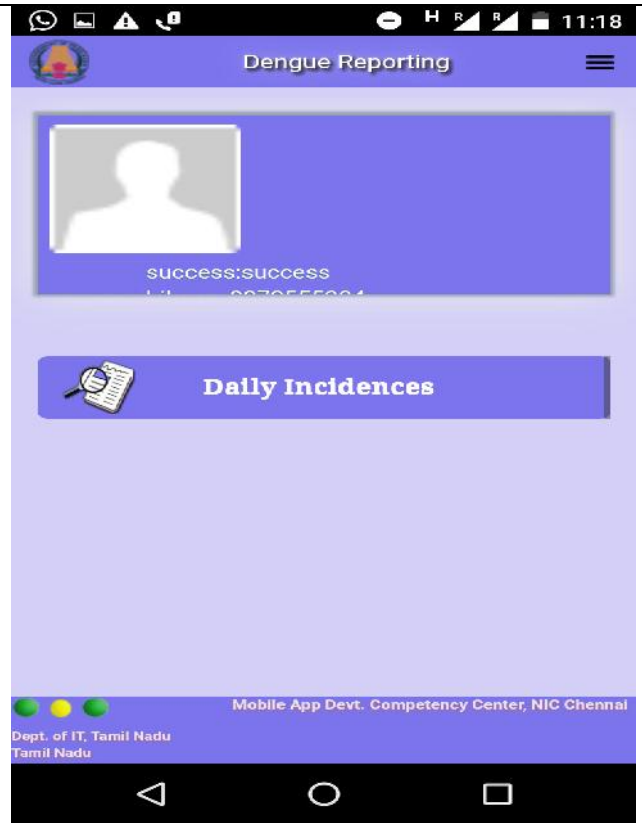 H R R 11:18
Dengue Reporting
success:success
Daily Incidences
Mobile App Devt. Competency Center, NIC Chennai
Dept. of IT, Tamil Nadu
Tamil Nadu